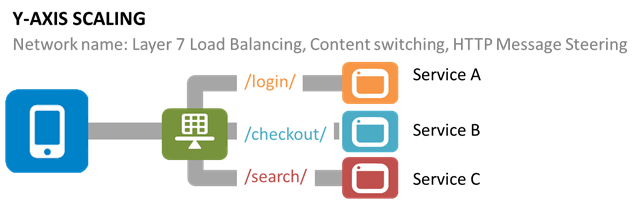 Y-AXIS SCALING
Network name: Layer 7 Load Balancing, Content switching, HTTP Message Steering
/login/
Service A
/checkout/
Service B
/search/
Service C